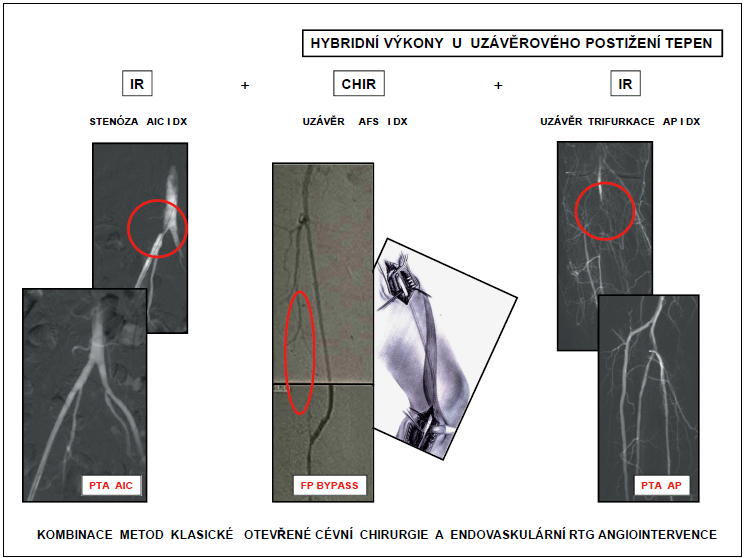 HYBRIDNÍ VÝKONY U UZÁVĚROVÉHO POSTIŽENÍ TEPEN
IR + CHIR + IR
STENÓZA AIC I DX UZÁVĚR AFS I DX UZÁVĚR TRIFURKACE AP I DX
PTA AIC FP BYPASS PTA AP
KOMBINACE METOD KLASICKÉ OTEVŘENÉ CÉVNÍ CHIRURGIE A ENDOVASKULÁRNÍ RTG ANGIOINTERVENCE